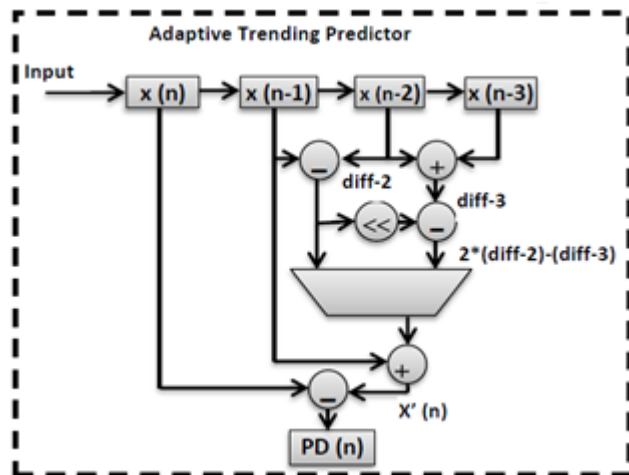 Adaptive Trending Predictor
Input
x (n)
x (n-1)
x (n-2)
x (n-3)
−
+
diff-2
diff-3
<<
−
2*(diff-2)-(diff-3)
+
−
X' (n)
PD (n)